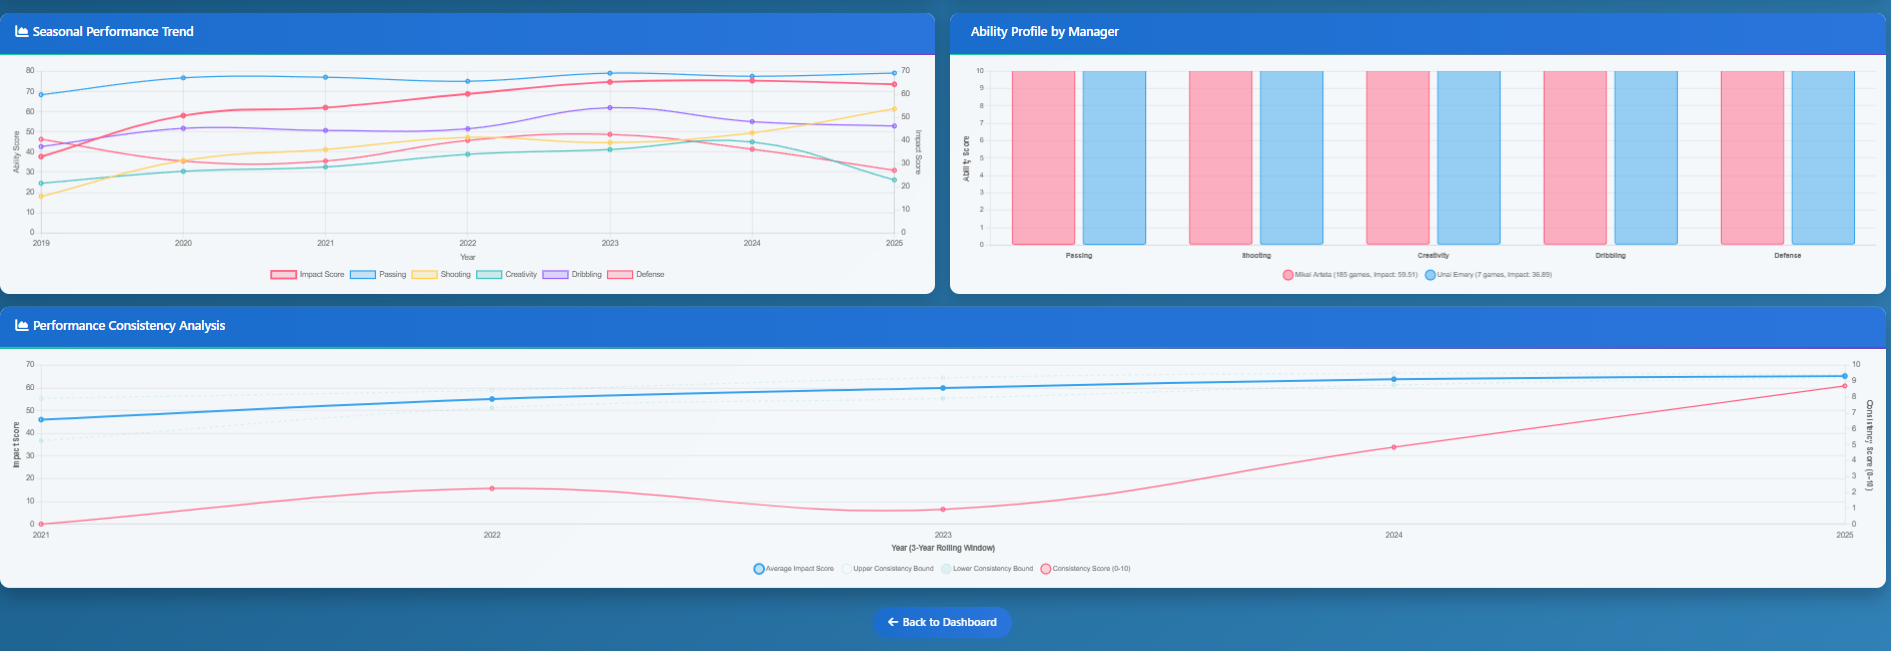 Seasonal Performance Trend
80
70
60
50
40
30
20
10
0
Ability Score
70
60
50
40
30
20
10
0
Impact Score
2019
2020
2021
2022
2023
2024
2025
Year
Impact Score
Passing
Shooting
Creativity
Dribbling
Defense
Ability Profile by Manager
10
9
8
7
6
5
4
3
2
1
0
Ability Score
Passing
Shooting
Creativity
Dribbling
Defense
Mikel Arteta (185 games, Impact: 59.51)
Unai Emery (7 games, Impact: 36.89)
Performance Consistency Analysis
70
60
50
40
30
20
10
0
Impact Score
10
9
8
7
6
5
4
3
2
1
0
Consistency Score (0-10)
2021
2022
2023
2024
2025
Year (3-Year Rolling Window)
Average Impact Score
Upper Consistency Bound
Lower Consistency Bound
Consistency Score (0-10)
Back to Dashboard